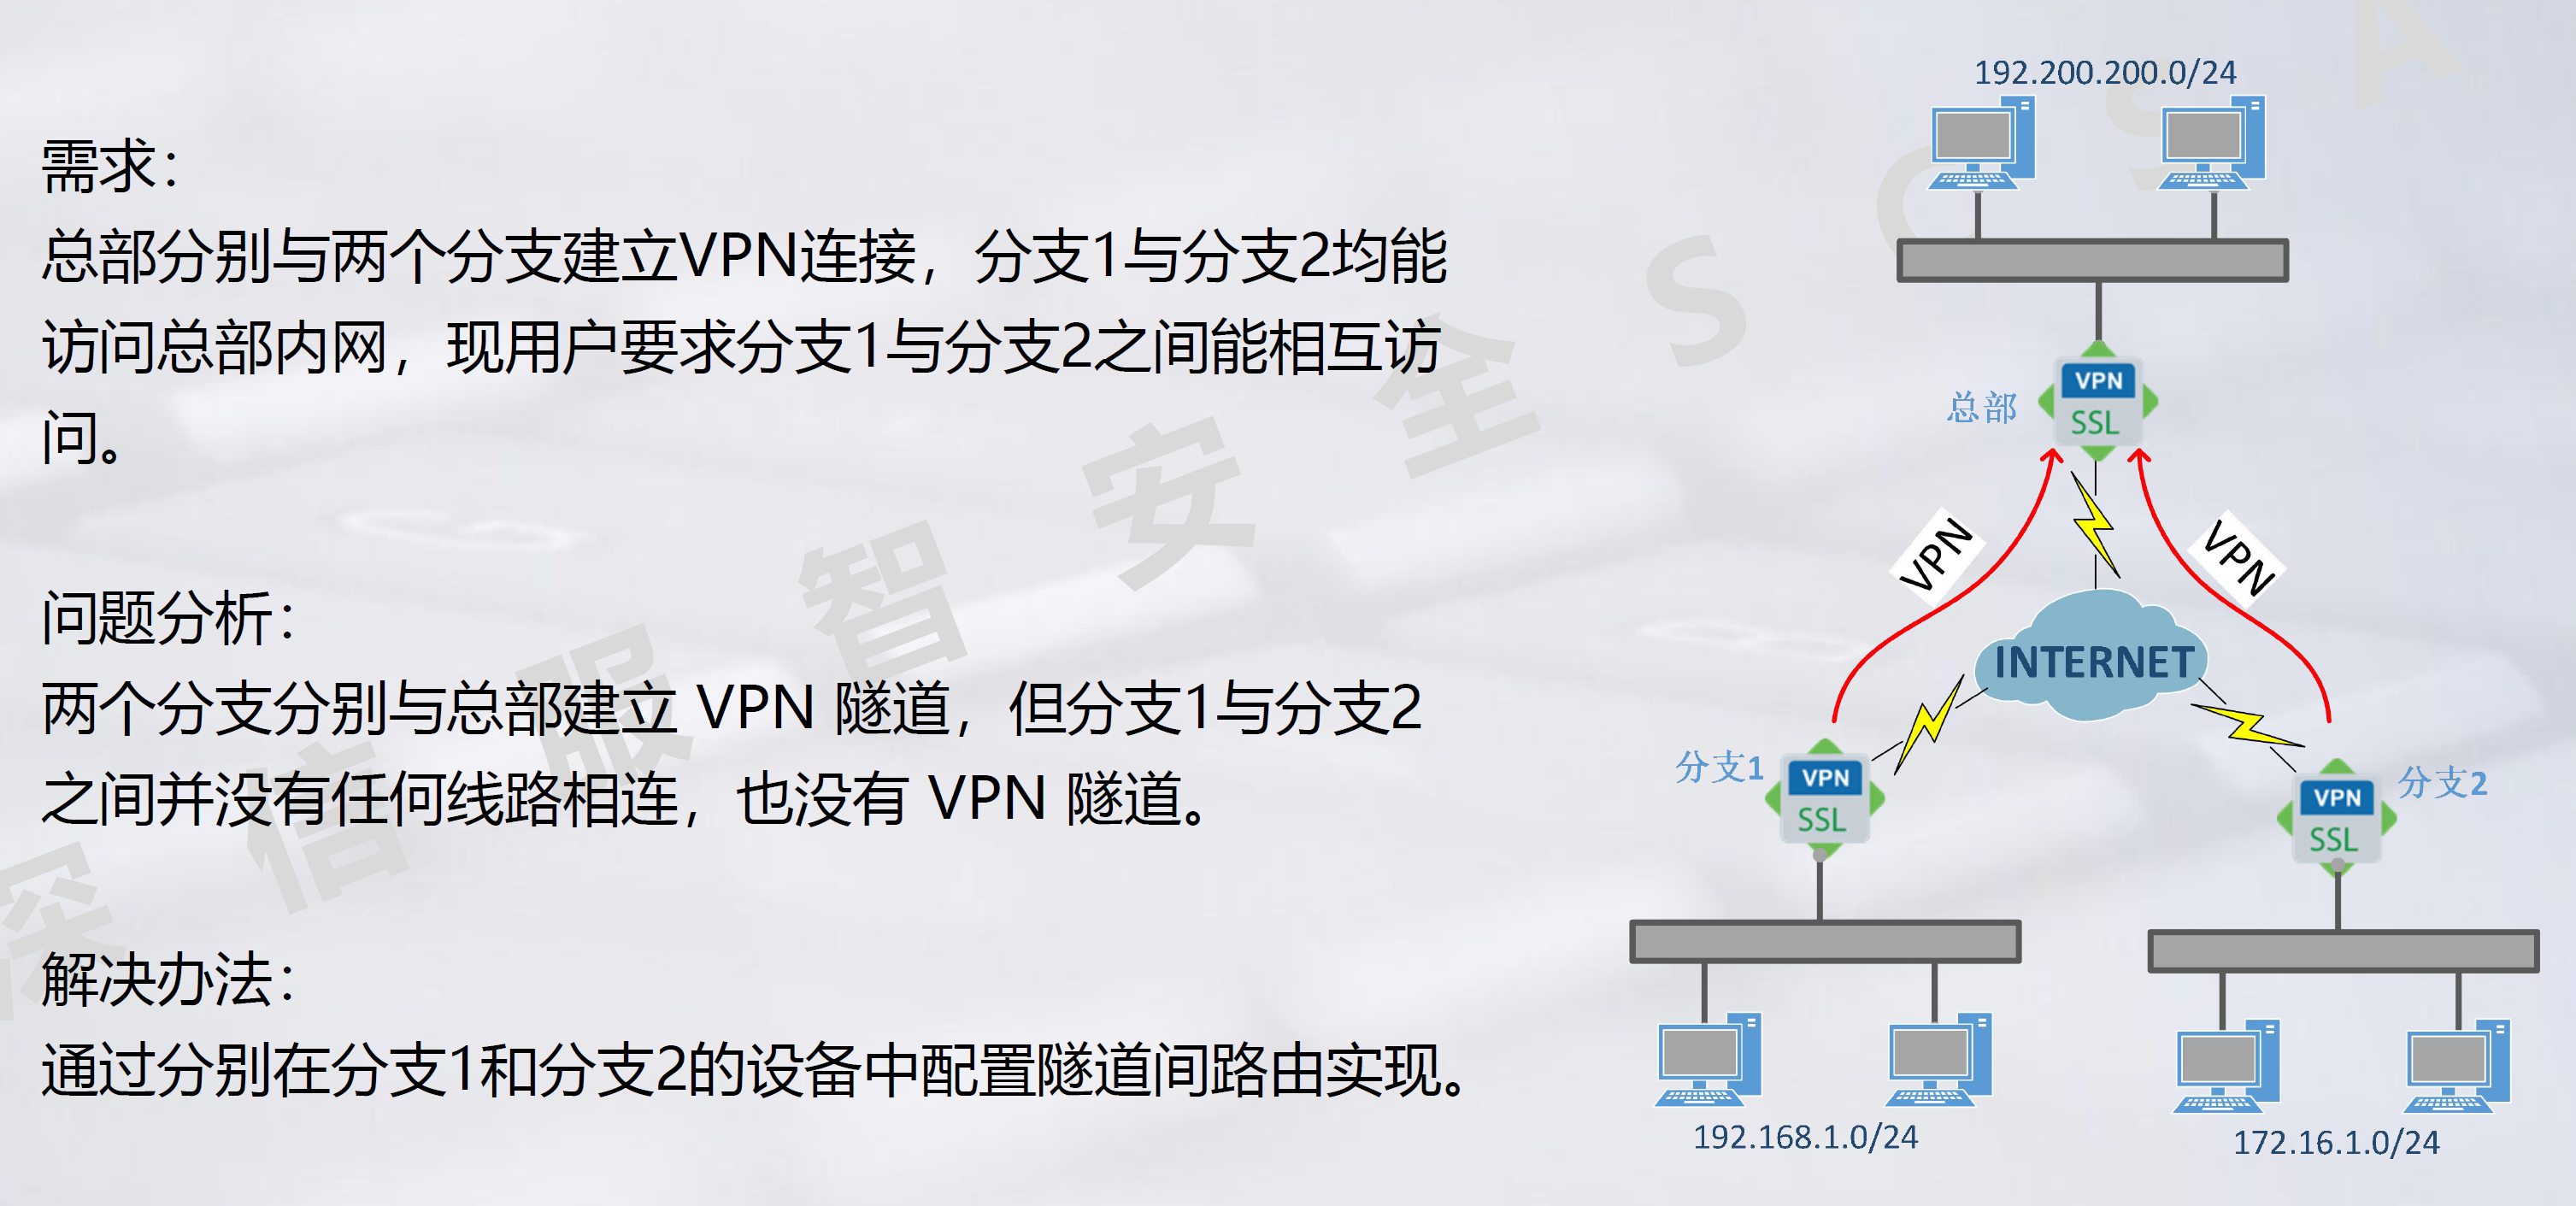 需求：
总部分别与两个分支建立VPN连接，分支1与分支2均能
访问总部内网，现用户要求分支1与分支2之间能相互访
问。
问题分析：
两个分支分别与总部建立 VPN 隧道，但分支1与分支2
之间并没有任何线路相连，也没有 VPN 隧道。
解决办法：
通过分别在分支1和分支2的设备中配置隧道间路由实现。
192.200.200.0/24
总部
VPN
SSL
VPN
VPN
INTERNET
分支1
VPN
SSL
分支2
VPN
SSL
192.168.1.0/24
172.16.1.0/24
深信服智安全 SCSA